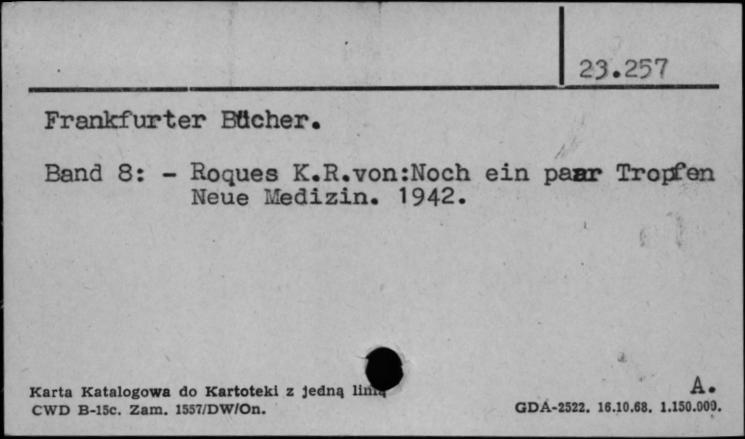 23.257
Frankfurter Bücher.
Band 8: - Roques K.R.von:Noch ein paar Tropfen
Neue Medizin. 1942.
A.
Karta Katalogowa do Kartoteki z jedną linią
CWD B-15c. Zam. 1557/DW/On.
GDA-2522. 16.10.68. 1.150.000.